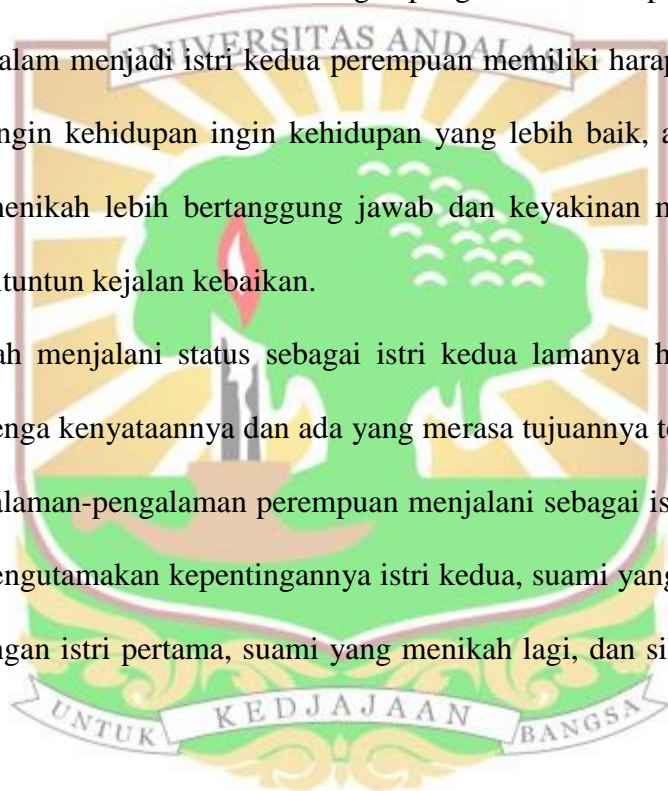 UNIVERSITAS ANDALAS
alam menjadi istri kedua perempuan memiliki harap
ngin kehidupan ingin kehidupan yang lebih baik, a
nenikah lebih bertanggung jawab dan keyakinan n
ituntun kejalan kebaikan.
ah menjalani status sebagai istri kedua lamanya h
enga kenyataannya dan ada yang merasa tujuannya te
alaman-pengalaman perempuan menjalani sebagai is
engutamakan kepentingannya istri kedua, suami yang
ngan istri pertama, suami yang menikah lagi, dan si
UNTUK KEDJAJAAN BANGSA